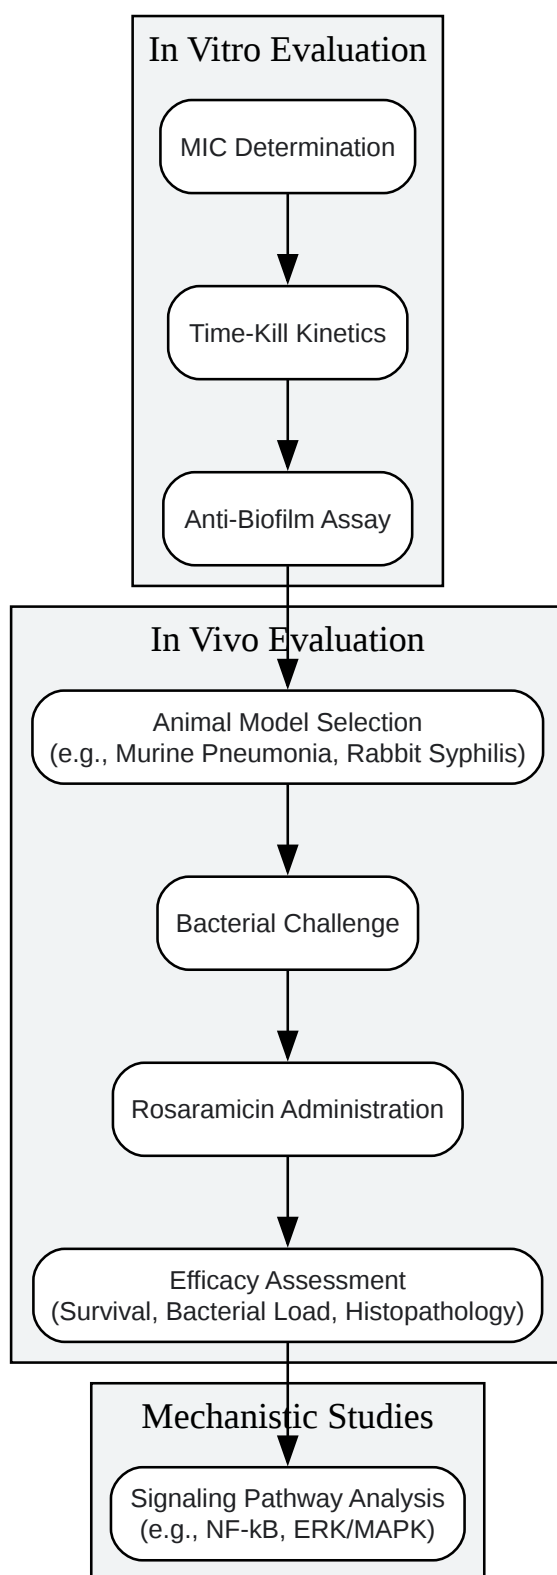 In Vitro Evaluation
MIC Determination
Time-Kill Kinetics
Anti-Biofilm Assay
In Vivo Evaluation
Animal Model Selection
(e.g., Murine Pneumonia, Rabbit Syphilis)
Bacterial Challenge
Rosaramicin Administration
Efficacy Assessment
(Survival, Bacterial Load, Histopathology)
Mechanistic Studies
Signaling Pathway Analysis
(e.g., NF-kB, ERK/MAPK)